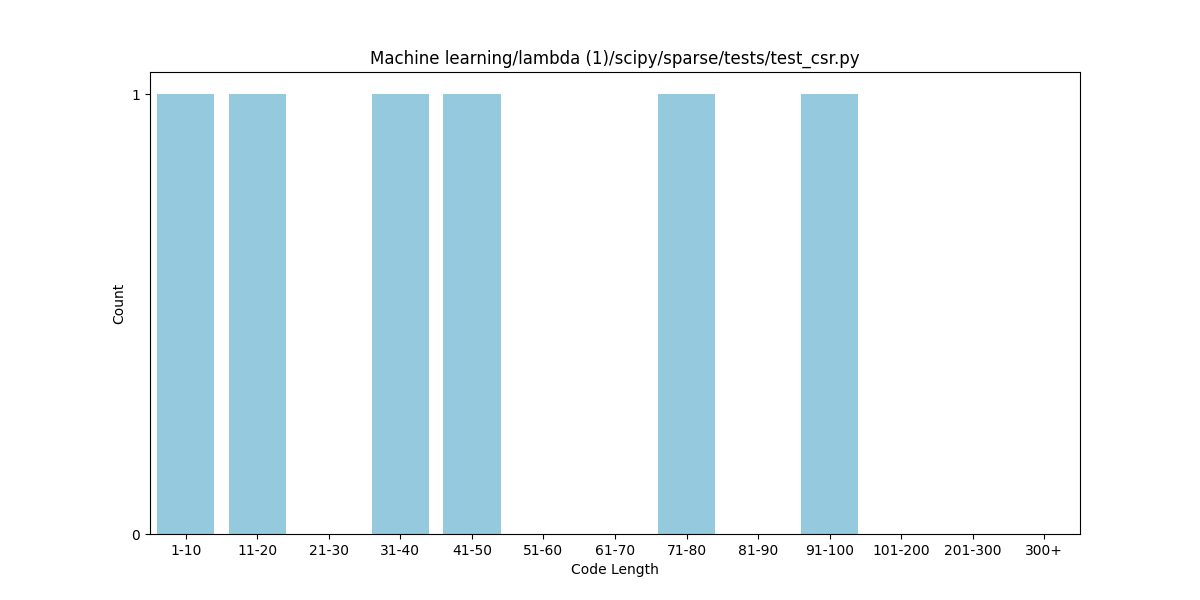 Machine learning/lambda (1)/scipy/sparse/tests/test_csr.py
1
0
Count
1-10 11-20 21-30 31-40 41-50 51-60 61-70 71-80 81-90 91-100 101-200 201-300 300+
Code Length